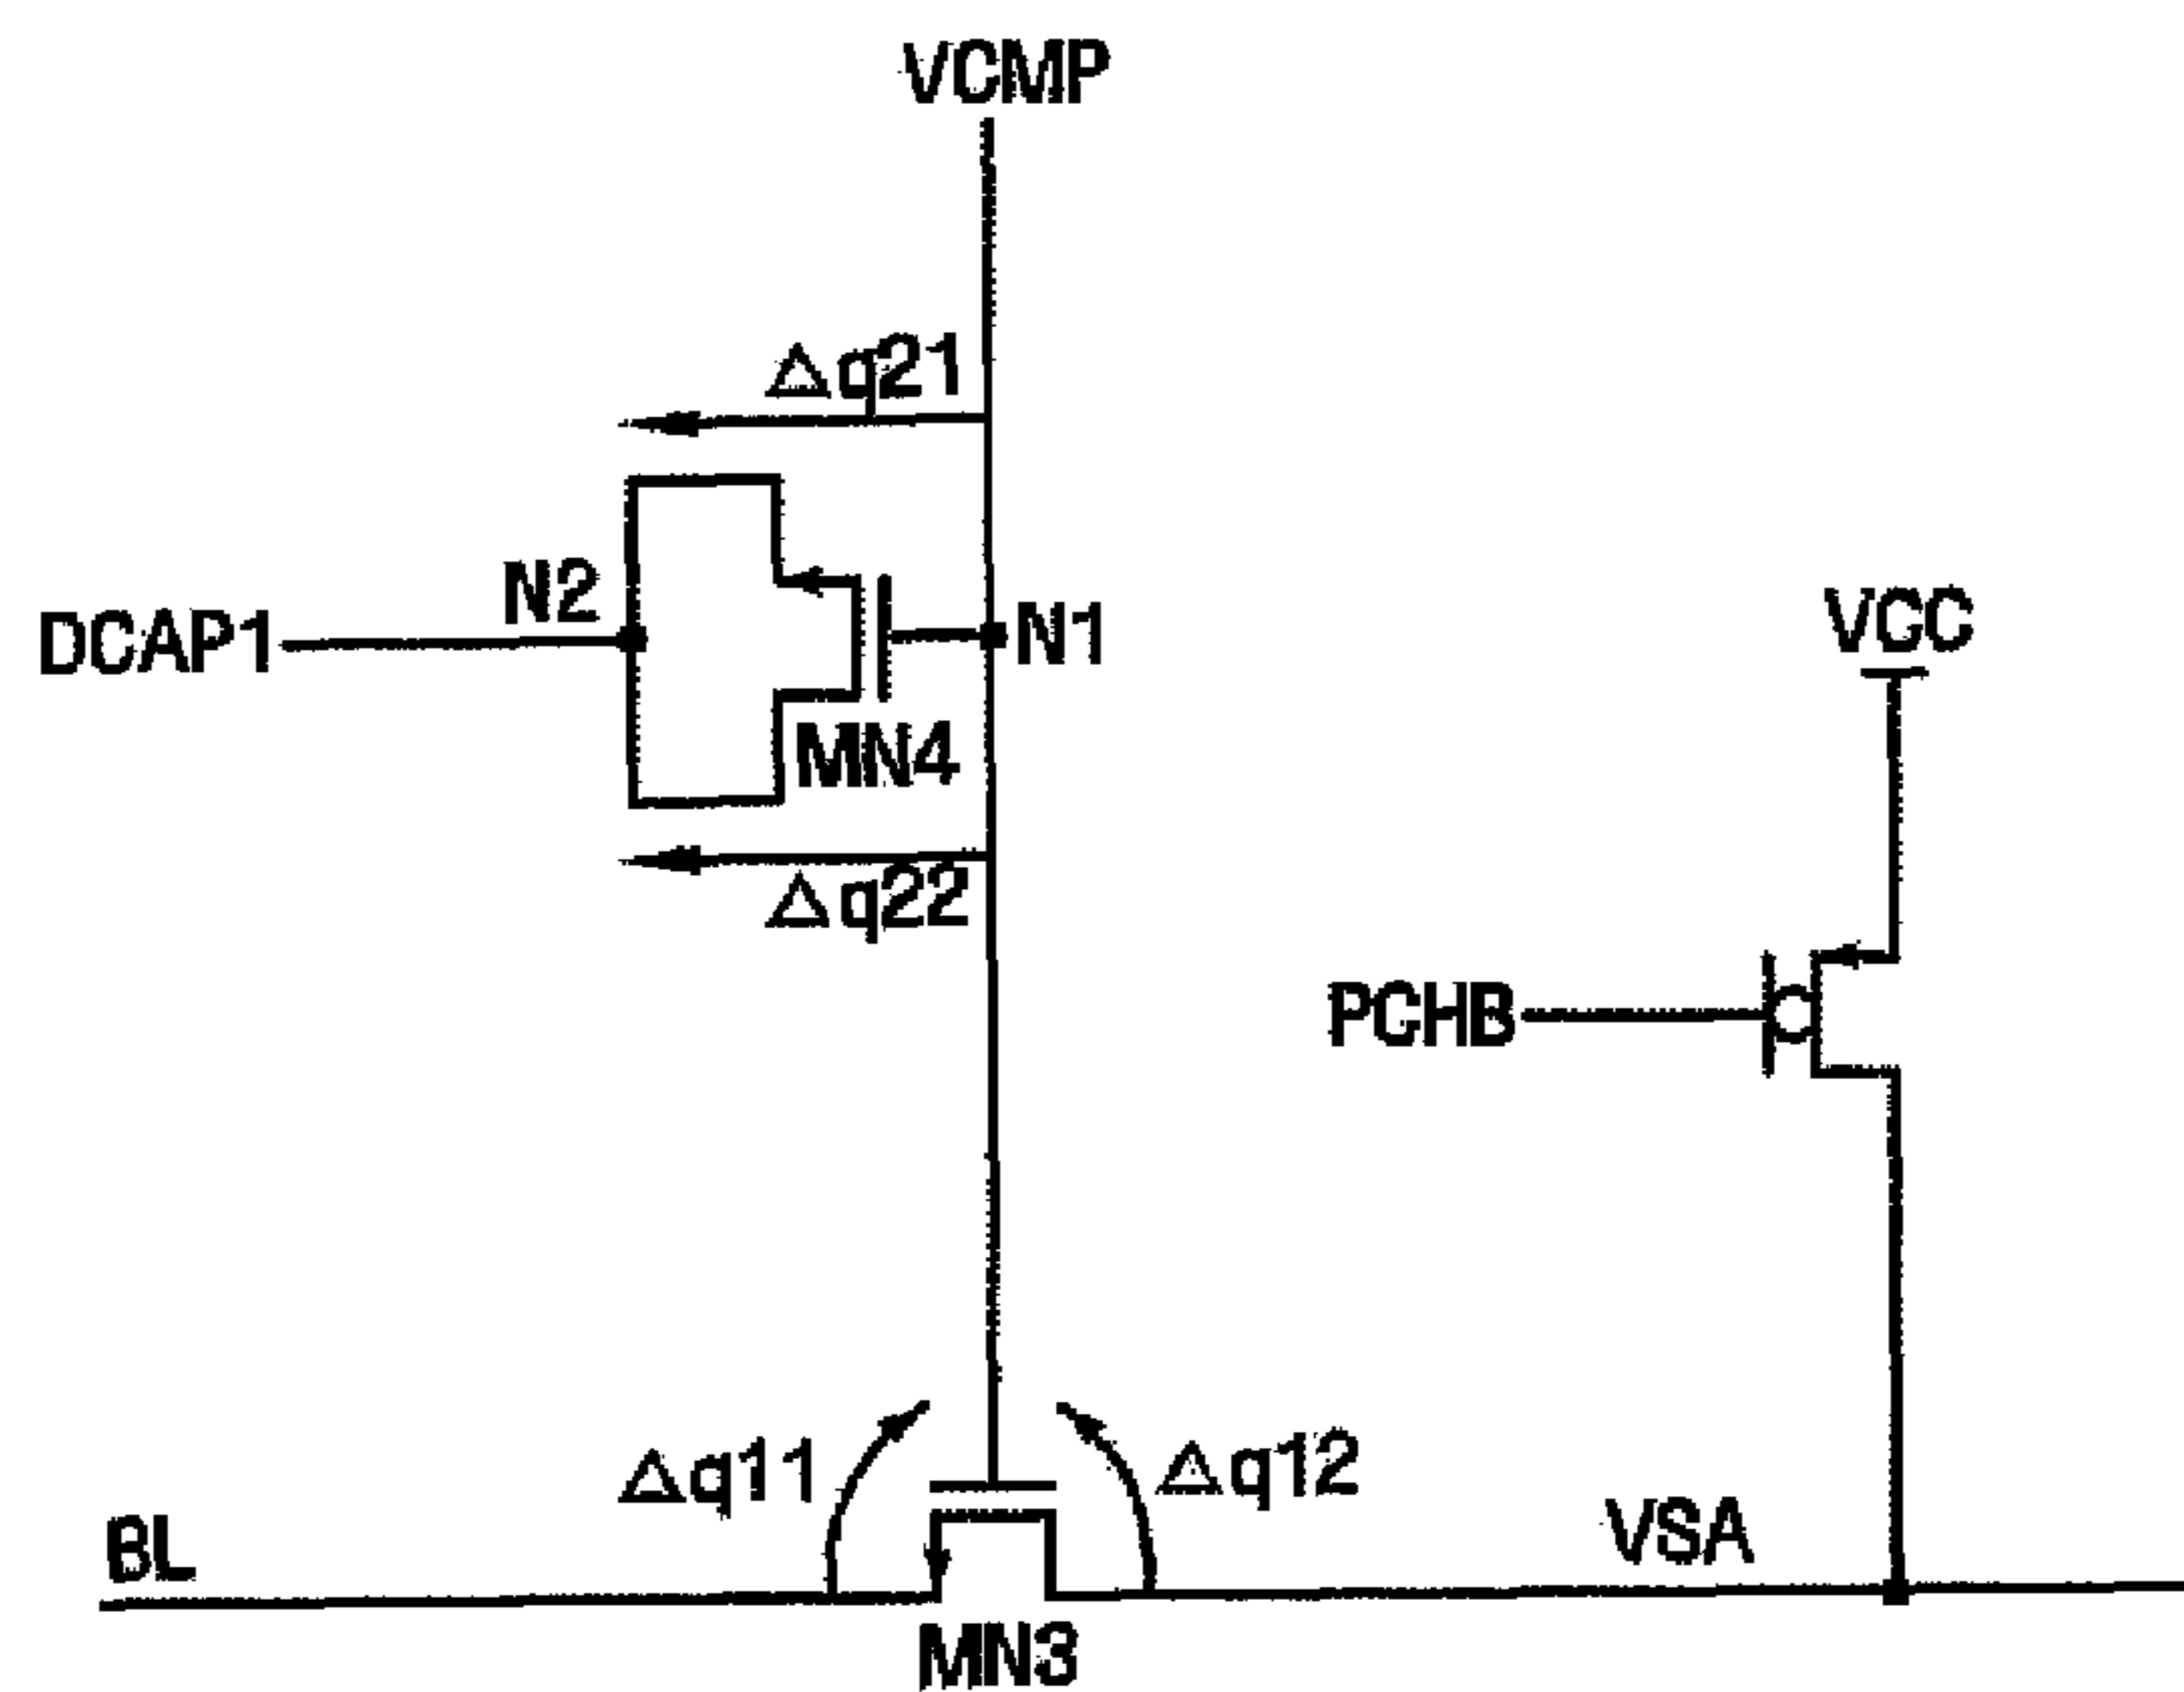 VCMP
Δq21
N2
DCAP1
N1
VCC
MN4
Δq22
PCHB
Δq11
Δq12
BL
VSA
MN3